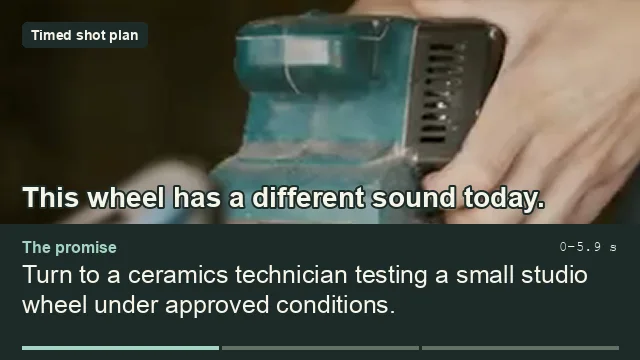 Timed shot plan
This wheel has a different sound today.
The promise
0–5.9 s
Turn to a ceramics technician testing a small studio
wheel under approved conditions.